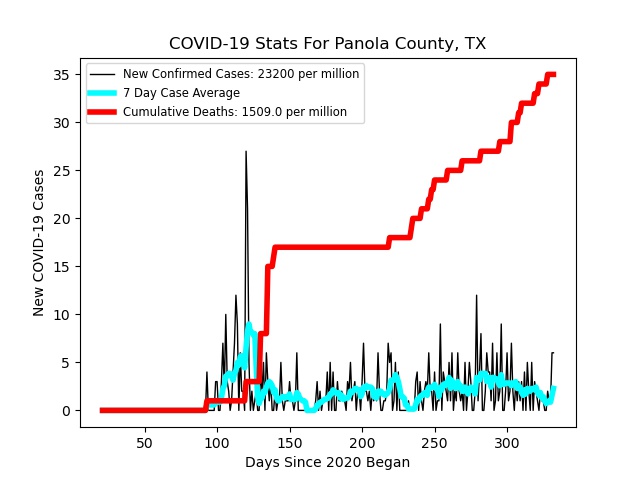 COVID-19 Stats For Panola County, TX
New Confirmed Cases: 23200 per million
7 Day Case Average
Cumulative Deaths: 1509.0 per million
New COVID-19 Cases
35
30
25
20
15
10
5
0
50 100 150 200 250 300
Days Since 2020 Began